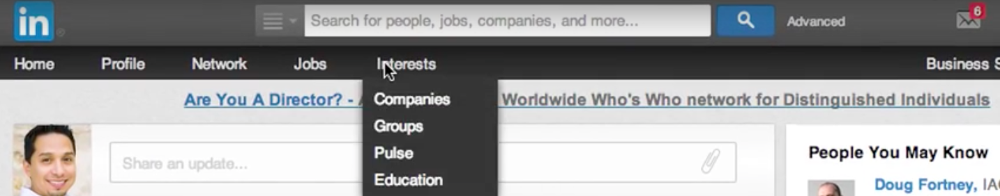 in
Search for people, jobs, companies, and more...
Advanced
6
Home Profile Network Jobs Interests Business
Are You A Director? - Worldwide Who's Who network for Distinguished Individuals
Companies
Groups
Pulse
Education
Share an update...
People You May Know
Doug Fortney,